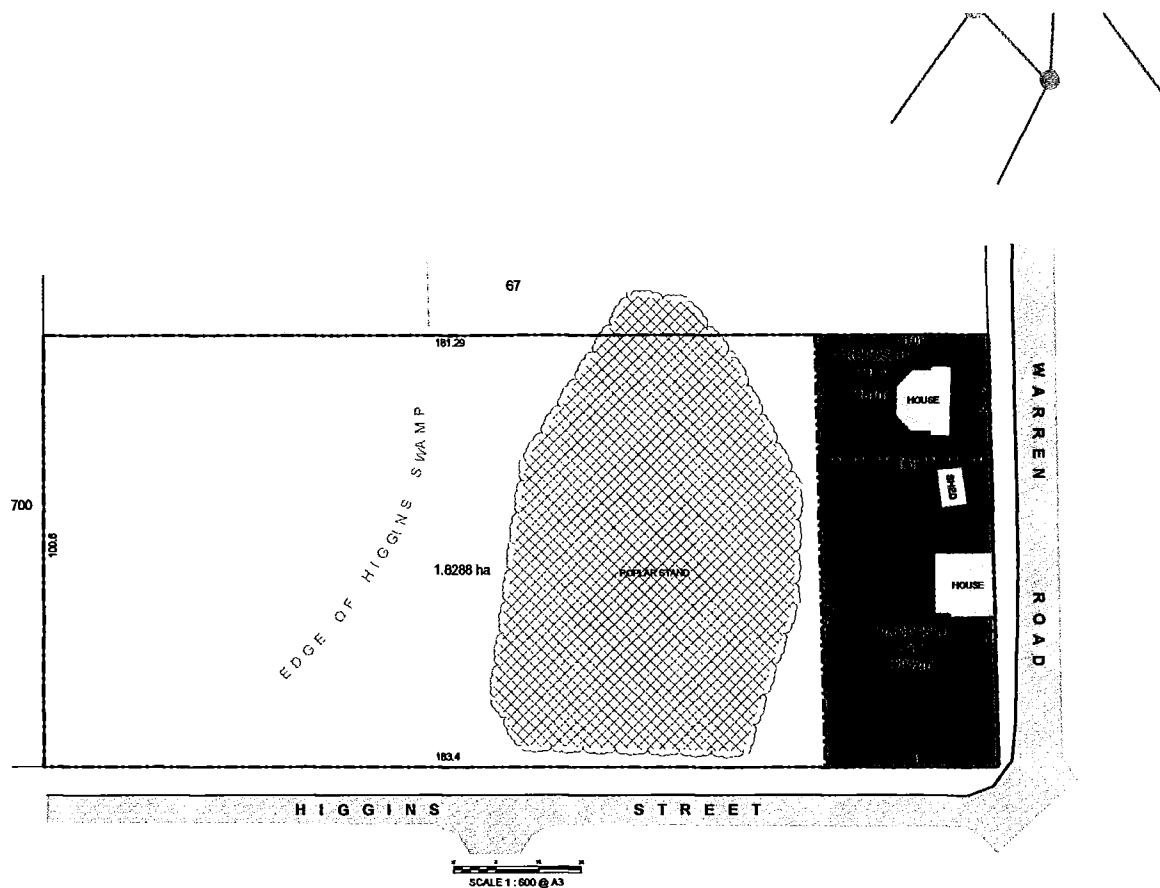 67
181.29
WARREN ROAD
HOUSE
EDGE OF HIGGINS SWAMP
SHED
700
100.6
1.8288 ha
POPLAR STAND
HOUSE
183.4
HIGGINS STREET
SCALE 1 : 600 @ A3